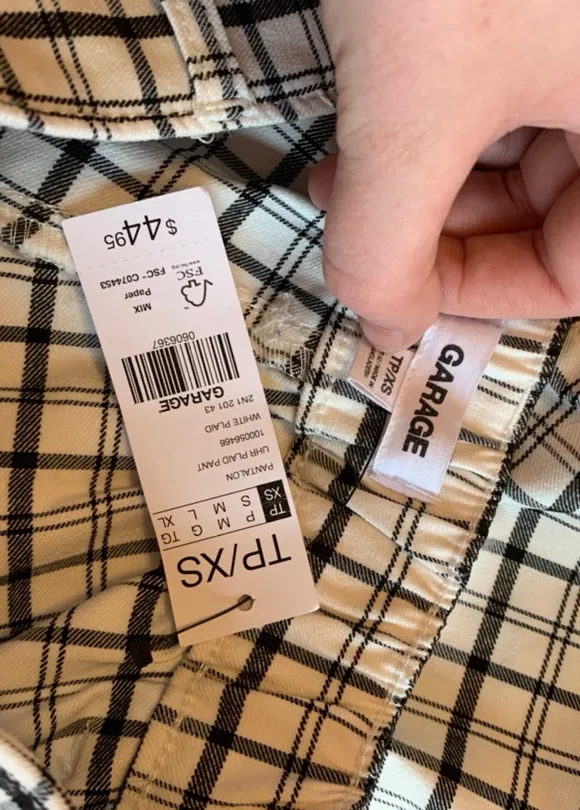 TP/XS
TP P M G TG
XS S M L XL
PANTALON
UHR PLAID PANT
100056466
WHITE PLAID
2N1 201 43
GARAGE
0606367
MIX
Paper
FSC™ C074453
FSC
www.fsc.org
$44.95
GARAGE
TP/XS